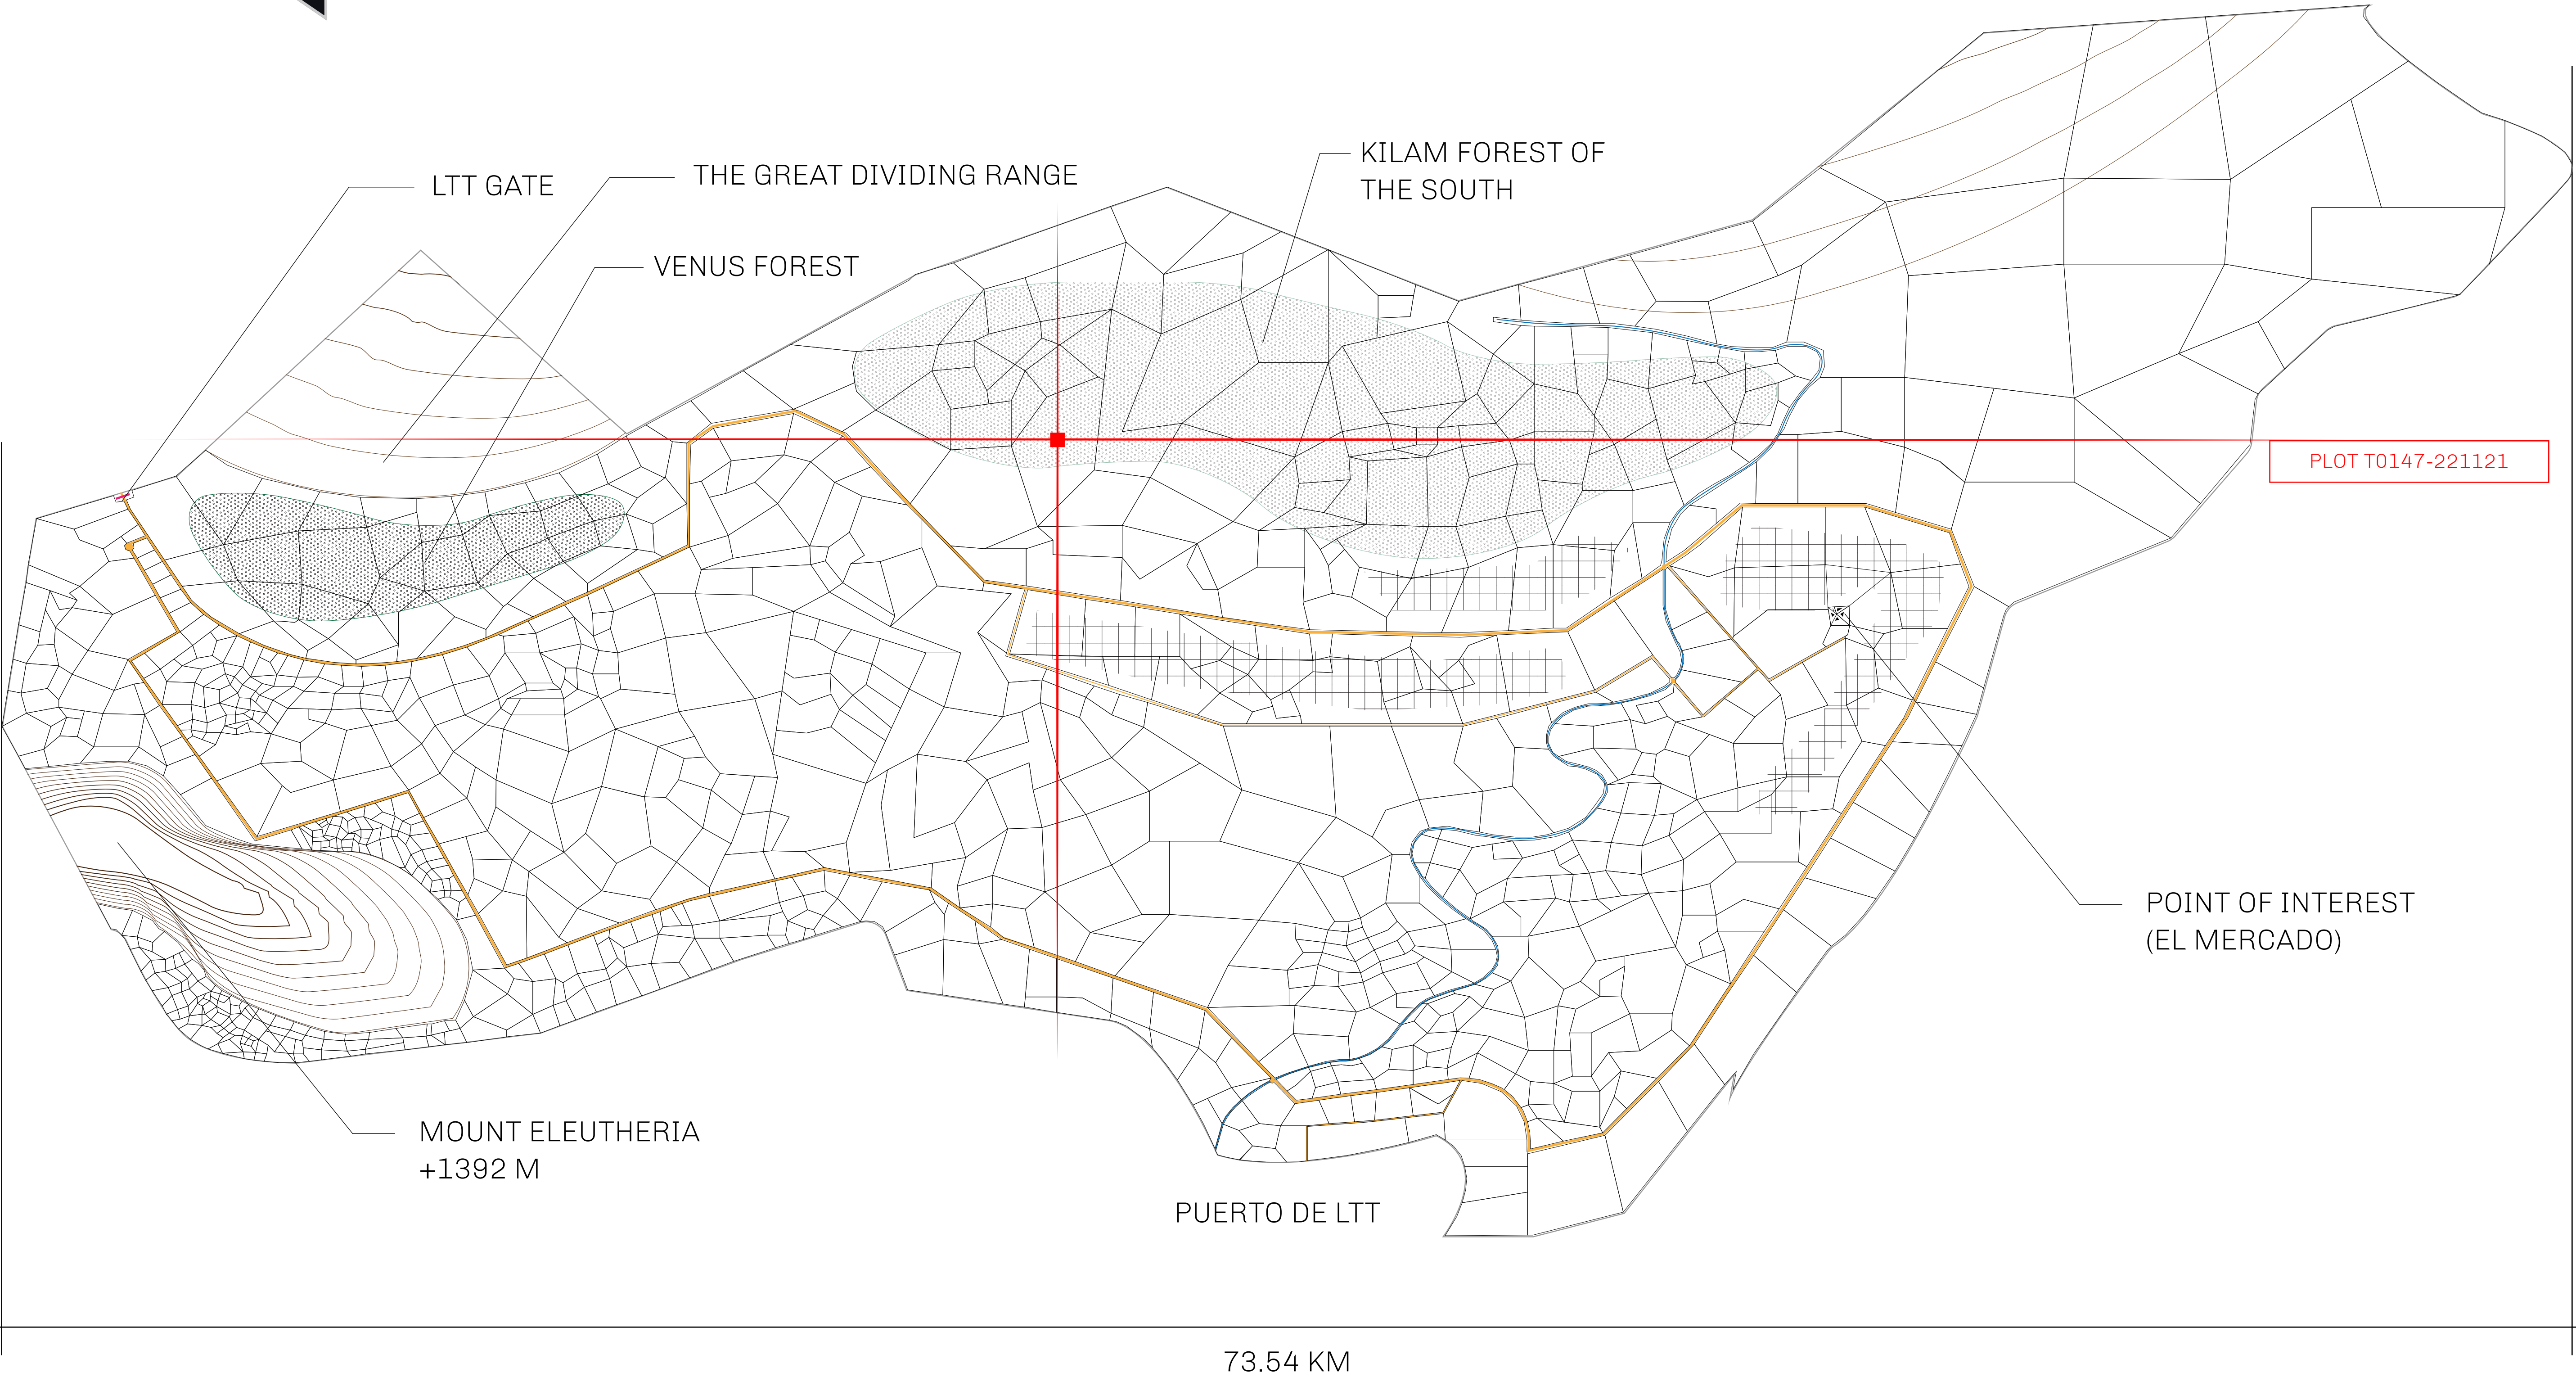 KILAM FOREST OF
THE SOUTH
THE GREAT DIVIDING RANGE
LTT GATE
VENUS FOREST
PLOT T0147-221121
POINT OF INTEREST
(EL MERCADO)
MOUNT ELEUTHERIA
+1392 M
PUERTO DE LTT
73.54 KM